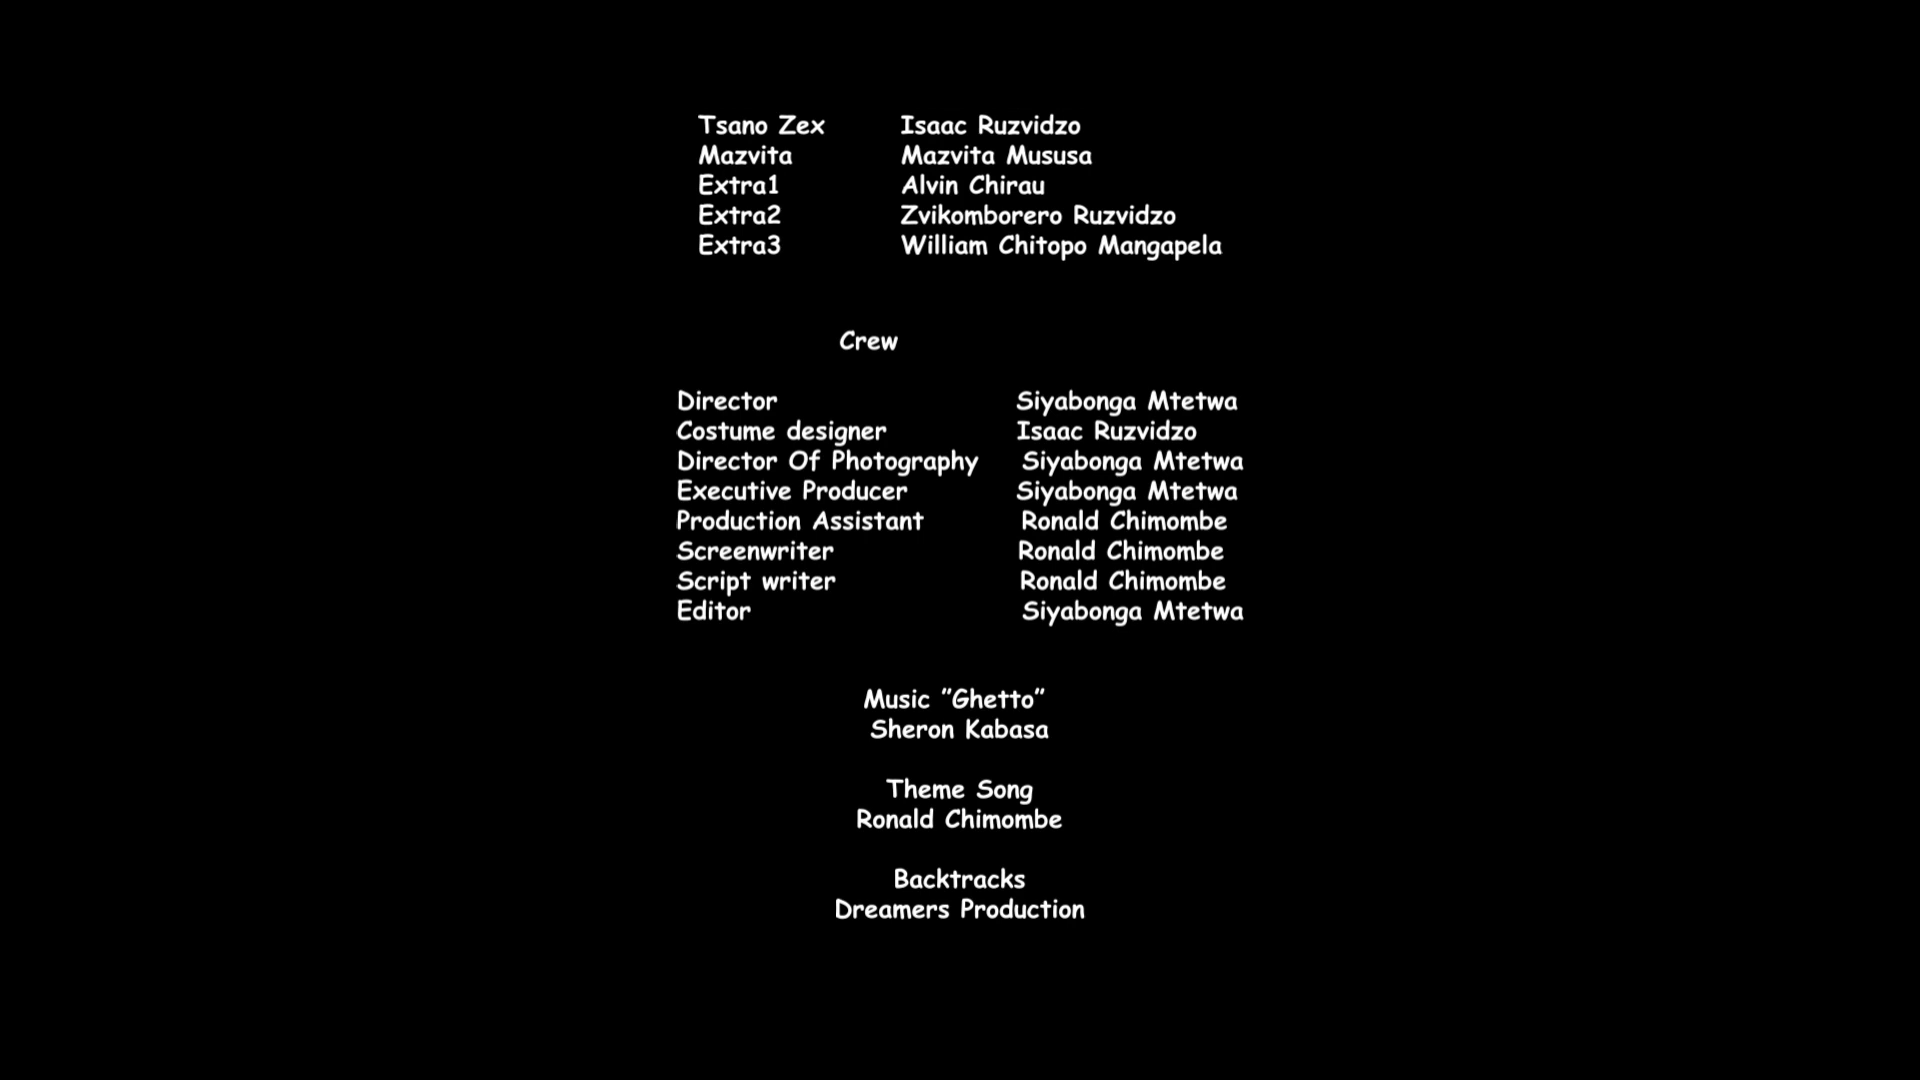 Tsano Zex Isaac Ruzvidzo
Mazvita Mazvita Mususa
Extra1 Alvin Chirau
Extra2 Zvikomborero Ruzvidzo
Extra3 William Chitopo Mangapela
Crew
Director Siyabonga Mtetwa
Costume designer Isaac Ruzvidzo
Director Of Photography Siyabonga Mtetwa
Executive Producer Siyabonga Mtetwa
Production Assistant Ronald Chimombe
Screenwriter Ronald Chimombe
Script writer Ronald Chimombe
Editor Siyabonga Mtetwa
Music "Ghetto"
Sheron Kabasa
Theme Song
Ronald Chimombe
Backtracks
Dreamers Production